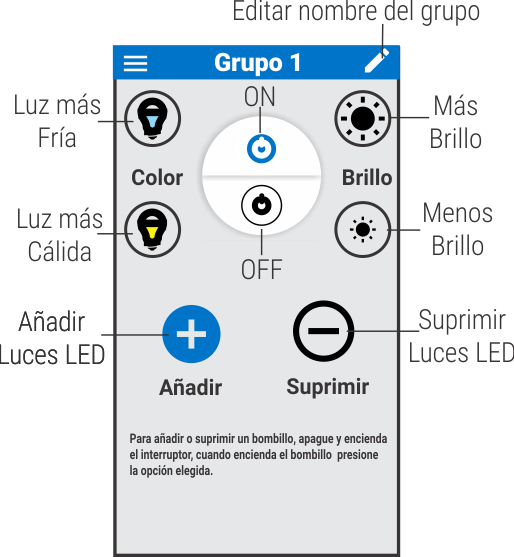 Editar nombre del grupo
Grupo 1
Luz más
Fría
ON
Más
Brillo
Color
Brillo
Luz más
Cálida
Menos
Brillo
OFF
Añadir
Luces LED
Suprimir
Luces LED
Añadir
Suprimir
Para añadir o suprimir un bombillo, apague y encienda
el interruptor, cuando encienda el bombillo presione
la opción elegida.